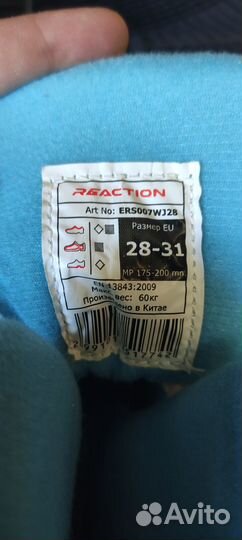 REACTION
Art No: ERS007WJ28
Размер EU
28-31
MP 175-200 mm.
EN 13843:2009
Макс вес: 60кг
Произведено в Китае
Avito